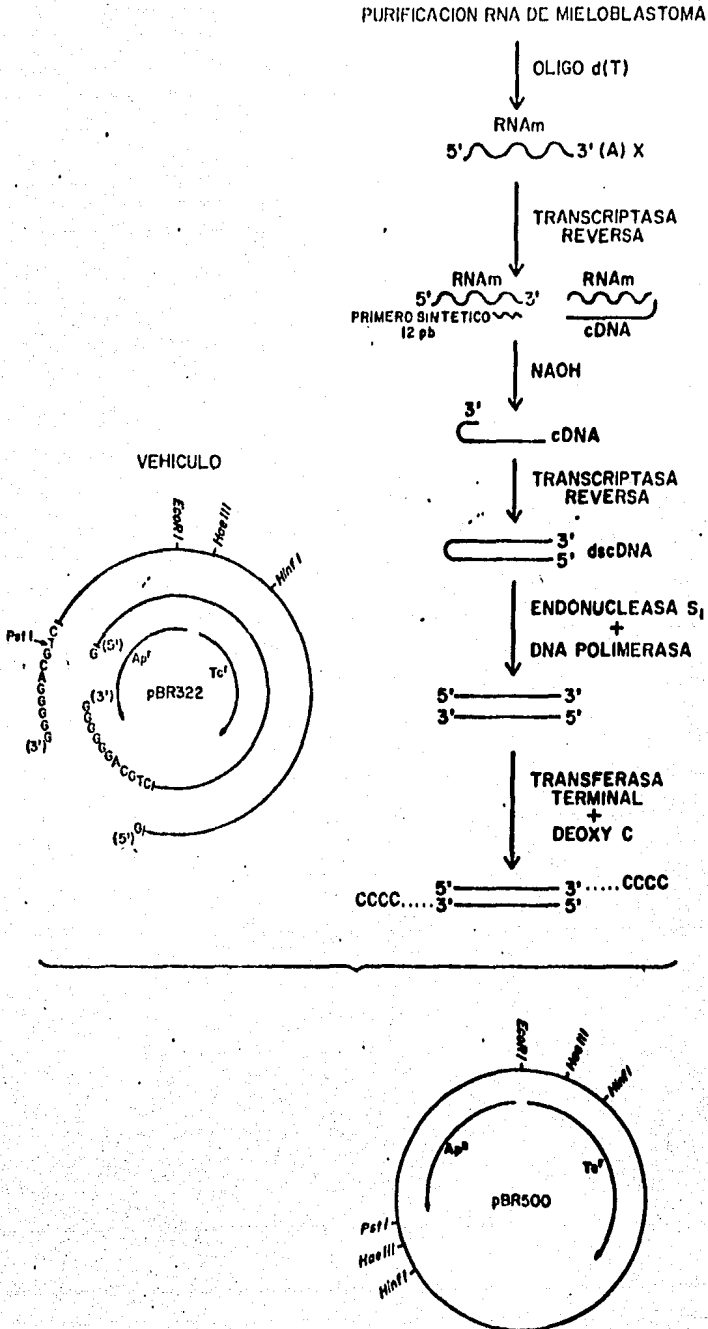 PURIFICACION RNA DE MIELOBLASTOMA
OLIGO d(T)
RNAm
5' 3' (A) X
TRANSCRIPTASA
REVERSA
RNAm RNAm
5' 3'
PRIMERO SINTETICO
12 pb
cDNA
NAOH
3'
cDNA
TRANSCRIPTASA
REVERSA
3'
5' dscDNA
ENDONUCLEASA S1
+
DNA POLIMERASA
5' 3'
3' 5'
TRANSFERASA
TERMINAL
+
DEOXY C
5' 3'.....CCCC
CCCC.....3' 5'
VEHICULO
EcoRI
HaeIII
HinfI
PstI
CTGCAGGGGG
(3')
G(5')
Apr
Tcr
pBR322
(3')
GGGGGGACGTC
(5')G
EcoRI
HaeIII
HinfI
Tcr
pBR500
PstI
HaeIII
HinfI